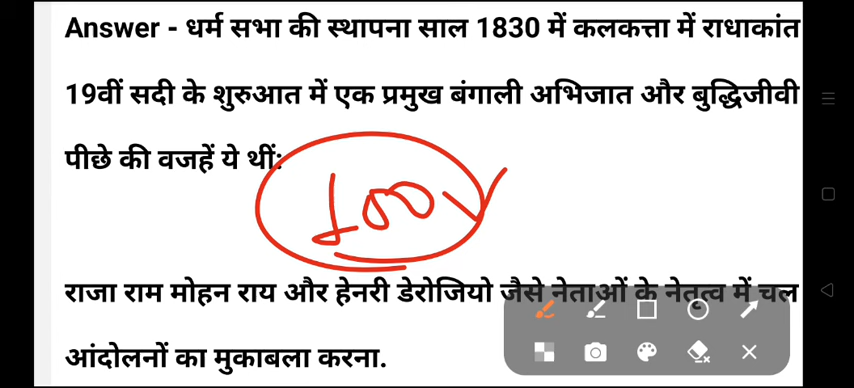 Answer - धर्म सभा की स्थापना साल 1830 में कलकत्ता में राधाकांत
19वीं सदी के शुरुआत में एक प्रमुख बंगाली अभिजात और बुद्धिजीवी
पीछे की वजहें ये थीं:
100
राजा राम मोहन राय और हेनरी डेरोजियो जैसे नेताओं के नेतृत्व में चल
आंदोलनों का मुकाबला करना.